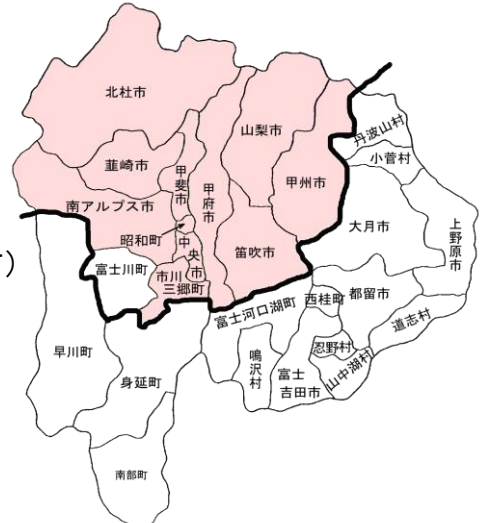 北杜市
山梨市
丹波山村
小菅村
韮崎市
甲斐市
甲府市
甲州市
南アルプス市
大月市
上野原市
昭和町
中央市
笛吹市
)
富士川町
市川
三郷町
西桂町
都留市
富士河口湖町
道志村
早川町
鳴沢村
忍野村
山中湖村
身延町
富士
吉田市
南部町